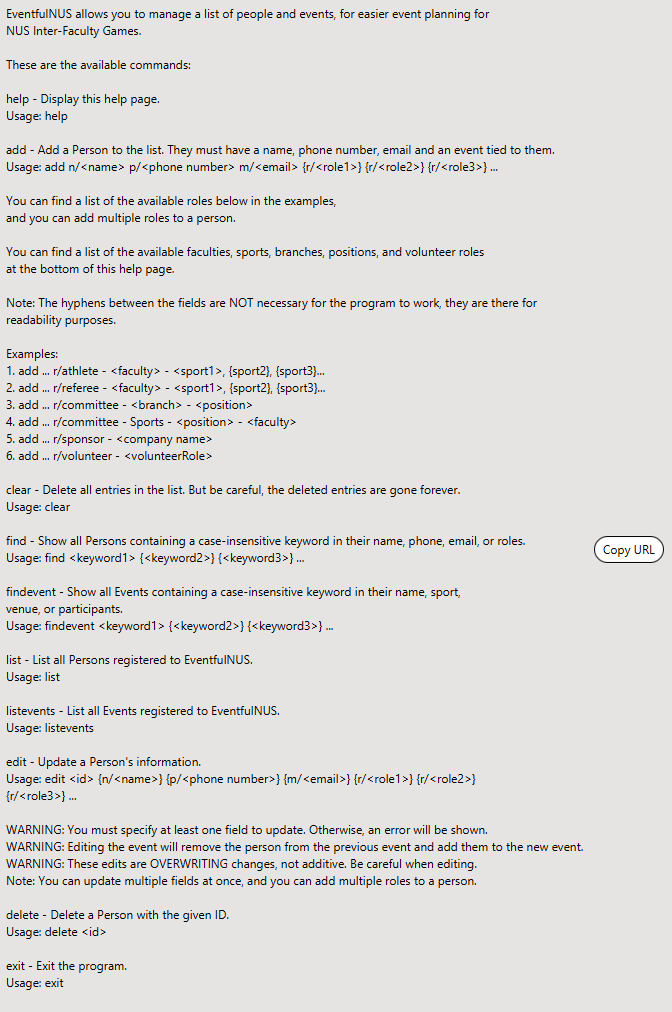 EventfulNUS allows you to manage a list of people and events, for easier event planning for
NUS Inter-Faculty Games.
These are the available commands:
help - Display this help page.
Usage: help
add - Add a Person to the list. They must have a name, phone number, email and an event tied to them.
Usage: add n/<name> p/<phone number> m/<email> {r/<role1>} {r/<role2>} {r/<role3>} ...
You can find a list of the available roles below in the examples,
and you can add multiple roles to a person.
You can find a list of the available faculties, sports, branches, positions, and volunteer roles
at the bottom of this help page.
Note: The hyphens between the fields are NOT necessary for the program to work, they are there for
readability purposes.
Examples:
1. add ... r/athlete - <faculty> - <sport1>, {sport2}, {sport3}...
2. add ... r/referee - <faculty> - <sport1>, {sport2}, {sport3}...
3. add ... r/committee - <branch> - <position>
4. add ... r/committee - Sports - <position> - <faculty>
5. add ... r/sponsor - <company name>
6. add ... r/volunteer - <volunteerRole>
clear - Delete all entries in the list. But be careful, the deleted entries are gone forever.
Usage: clear
find - Show all Persons containing a case-insensitive keyword in their name, phone, email, or roles.
Usage: find <keyword1> {<keyword2>} {<keyword3>} ...
Copy URL
findevent - Show all Events containing a case-insensitive keyword in their name, sport,
venue, or participants.
Usage: findevent <keyword1> {<keyword2>} {<keyword3>} ...
list - List all Persons registered to EventfulNUS.
Usage: list
listevents - List all Events registered to EventfulNUS.
Usage: listevents
edit - Update a Person's information.
Usage: edit <id> {n/<name>} {p/<phone number>} {m/<email>} {r/<role1>} {r/<role2>}
{r/<role3>} ...
WARNING: You must specify at least one field to update. Otherwise, an error will be shown.
WARNING: Editing the event will remove the person from the previous event and add them to the new event.
WARNING: These edits are OVERWRITING changes, not additive. Be careful when editing.
Note: You can update multiple fields at once, and you can add multiple roles to a person.
delete - Delete a Person with the given ID.
Usage: delete <id>
exit - Exit the program.
Usage: exit